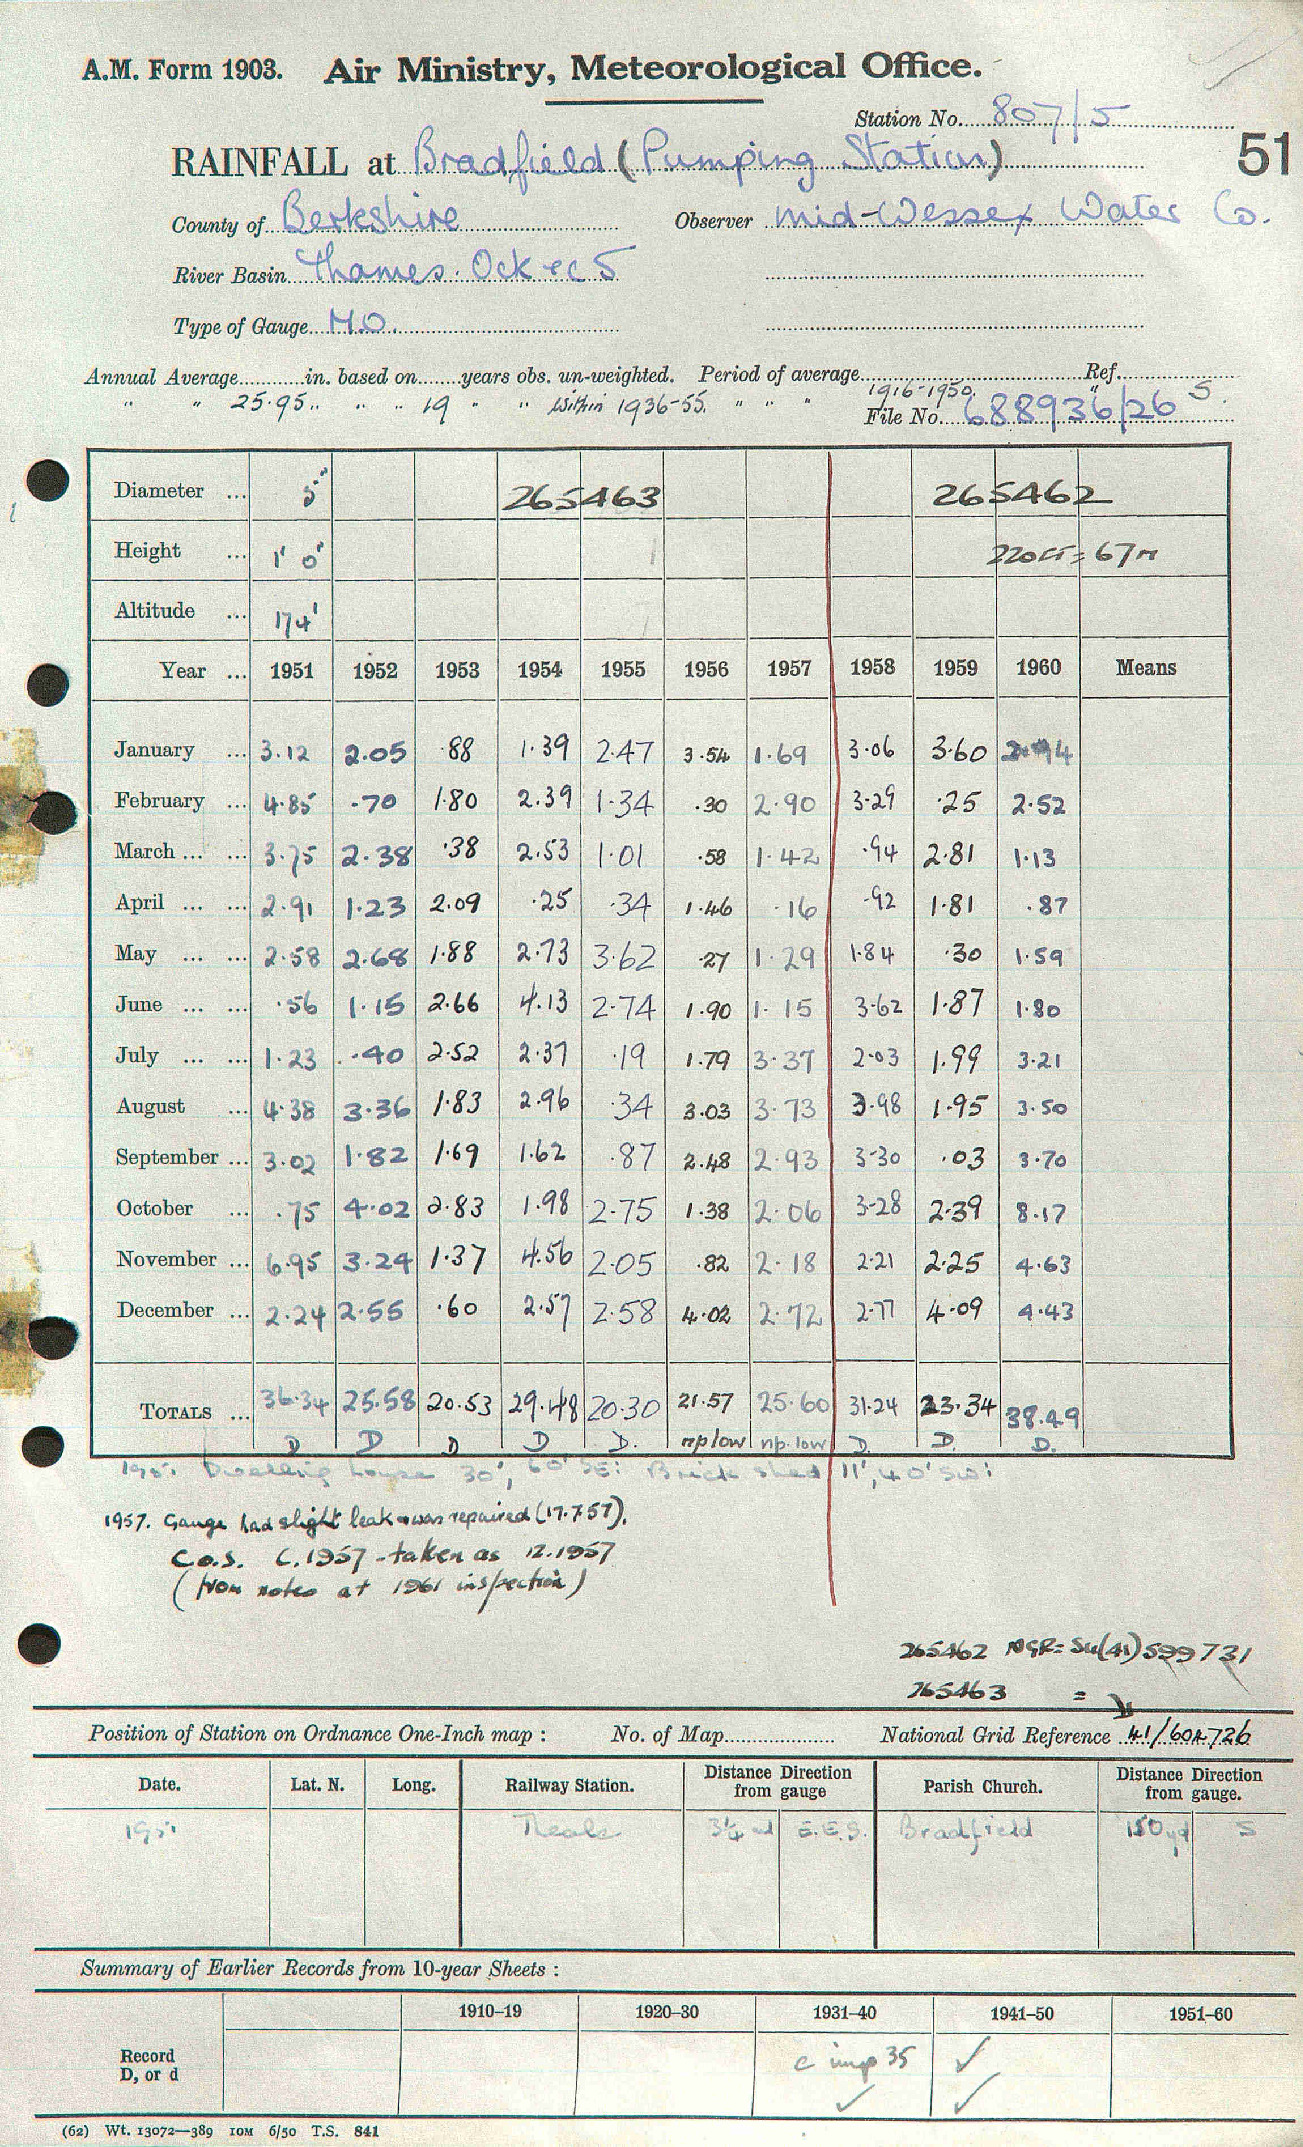 A.M. Form 1903. Air Ministry, Meteorological Office.
Station No. 807/5
51
RAINFALL at Bradfield (Pumping Station)
County of Berkshire Observer Mid-Wessex Water Co.
River Basin Thames. Ock etc 5
Type of Gauge M.O.
Annual Average............in. based on........years obs. un-weighted. Period of average Ref.
" " 25.95 " " " 19 " " Within 1936-55. " " " 1916-1950. " S.
File No. 688936/26
Diameter ... 5" 265463 265462
Height ... 1' 0" 220ft = 67m
Altitude ... 174'
Year ... 1951 1952 1953 1954 1955 1956 1957 1958 1959 1960 Means
January ... 3.12 2.05 .88 1.39 2.47 3.54 1.69 3.06 3.60 2.94
February ... 4.85 .70 1.80 2.39 1.34 .30 2.90 3.29 .25 2.52
March ... ... 3.75 2.38 .38 2.53 1.01 .58 1.42 .94 2.81 1.13
April ... ... 2.91 1.23 2.09 .25 .34 1.46 .16 .92 1.81 .87
May ... ... 2.58 2.68 1.88 2.73 3.62 .27 1.29 1.84 .30 1.59
June ... ... .56 1.15 2.66 4.13 2.74 1.90 1.15 3.62 1.87 1.80
July ... ... 1.23 .40 2.52 2.37 .19 1.79 3.37 2.03 1.99 3.21
August ... 4.38 3.36 1.83 2.96 .34 3.03 3.73 3.98 1.95 3.50
September ... 3.02 1.82 1.69 1.62 .87 2.48 2.93 3.30 .03 3.70
October ... .75 4.02 2.83 1.98 2.75 1.38 2.06 3.28 2.39 8.17
November ... 6.95 3.24 1.37 4.56 2.05 .82 2.18 2.21 2.25 4.63
December ... 2.24 2.55 .60 2.57 2.58 4.02 2.72 2.77 4.09 4.43
TOTALS ... 36.34 25.58 20.53 29.48 20.30 21.57 25.60 31.24 23.34 38.49
D D D D D. np low np. low D. D. D.
1951. Dwelling house 30', 60' SE: Brick shed 11', 40' SW:
1957. Gauge had slight leak & was repaired (17.7.57).
C.O.S. C.1957 - taken as 12.1957
(from notes at 1961 inspection)
265462 NGR = SU(41)599731
265463 = "
Position of Station on Ordnance One-Inch map : No. of Map National Grid Reference 41/604726
Date. Lat. N. Long. Railway Station. Distance Direction from gauge Parish Church. Distance Direction from gauge.
1951 Theale 3¼ E.E.S. Bradfield 150 yd S
Summary of Earlier Records from 10-year Sheets :
1910–19 1920–30 1931–40 1941–50 1951–60
Record D, or d c imp 35 ✓
✓ ✓
(62) Wt. 13072—389 10M 6/50 T.S. 841